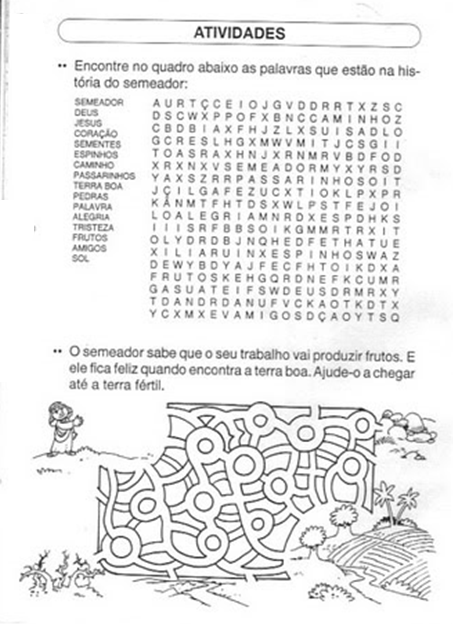 ATIVIDADES
•• Encontre no quadro abaixo as palavras que estão na his-
tória do semeador:
SEMEADOR
DEUS
JESUS
CORAÇÃO
SEMENTES
ESPINHOS
CAMINHO
PASSARINHOS
TERRA BOA
PEDRAS
PALAVRA
ALEGRIA
TRISTEZA
FRUTOS
AMIGOS
SOL
A U R T Ç C E I O J G V D D R R T X Z S C
D S C W X P P O F X B N C C A M I N H O Z
C B D B I A X F H J Z L X S U I S A D L O
G C R E S L H G X M W V M I T J C S G I I
T O A S R A X H N J X R N M R V B D F O D
X R X N X V S E M E A D O R M Y X Y R S D
Y A X S Z R R P A S S A R I N H O S O I T
J Ç I L G A F E Z U C X T I O K L P X P R
K Ã N M T F H T D S X W L P S T F E J O I
L O A L E G R I A M N R D X E S P D H K S
I I I S R F B B S O I K G M M R T R X I T
O L Y D R D B J N Q H E D F E T H A T U E
X I L I A R U I N X E S P I N H O S W A Z
D E W Y B D Y A J F E C F H T O I K D X A
F R U T O S K E H G Q R D N E F K C U M R
G A S U A T E I F S W D E U S D R M R X Y
T D A N D R D A N U F V C K A O T K D T X
Y C X M X E V A M I G O S D Ç A O Y T S Q
•• O semeador sabe que o seu trabalho vai produzir frutos. E
ele fica feliz quando encontra a terra boa. Ajude-o a chegar
até a terra fértil.